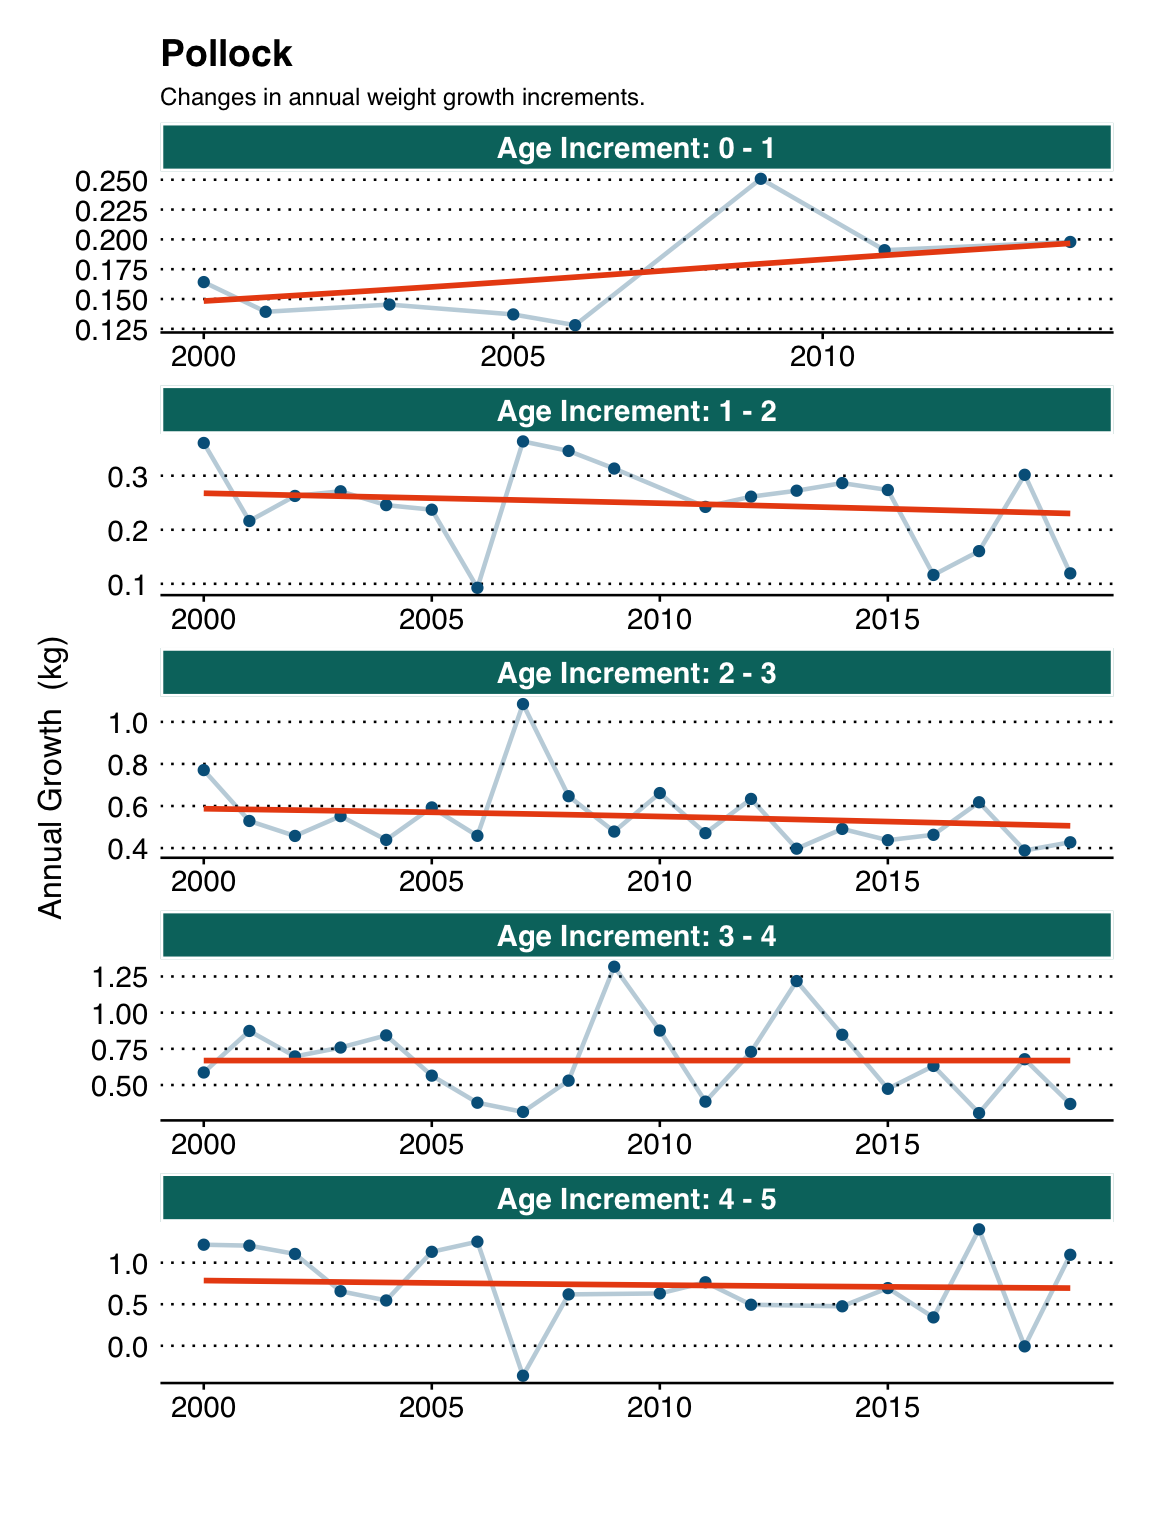 Pollock
Changes in annual weight growth increments.
Annual Growth (kg)
Age Increment: 0 - 1
0.250
0.225
0.200
0.175
0.150
0.125
2000 2005 2010
Age Increment: 1 - 2
0.3
0.2
0.1
2000 2005 2010 2015
Age Increment: 2 - 3
1.0
0.8
0.6
0.4
2000 2005 2010 2015
Age Increment: 3 - 4
1.25
1.00
0.75
0.50
2000 2005 2010 2015
Age Increment: 4 - 5
1.0
0.5
0.0
2000 2005 2010 2015